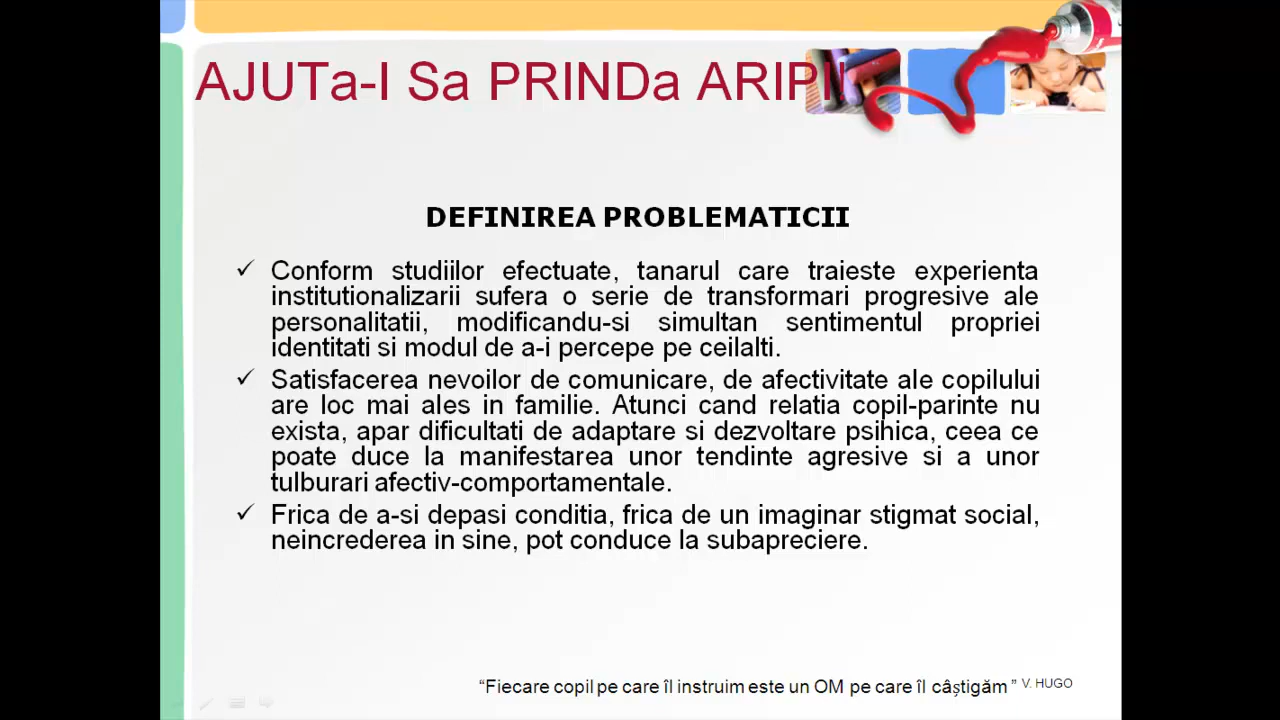 AJUTa-I Sa PRINDa ARIPI!
DEFINIREA PROBLEMATICII
✓ Conform studiilor efectuate, tanarul care traieste experienta
institutionalizarii sufera o serie de transformari progresive ale
personalitatii, modificandu-si simultan sentimentul propriei
identitati si modul de a-i percepe pe ceilalti.
✓ Satisfacerea nevoilor de comunicare, de afectivitate ale copilului
are loc mai ales in familie. Atunci cand relatia copil-parinte nu
exista, apar dificultati de adaptare si dezvoltare psihica, ceea ce
poate duce la manifestarea unor tendinte agresive si a unor
tulburari afectiv-comportamentale.
✓ Frica de a-si depasi conditia, frica de un imaginar stigmat social,
neincrederea in sine, pot conduce la subapreciere.
“Fiecare copil pe care îl instruim este un OM pe care îl câștigăm ” V. HUGO